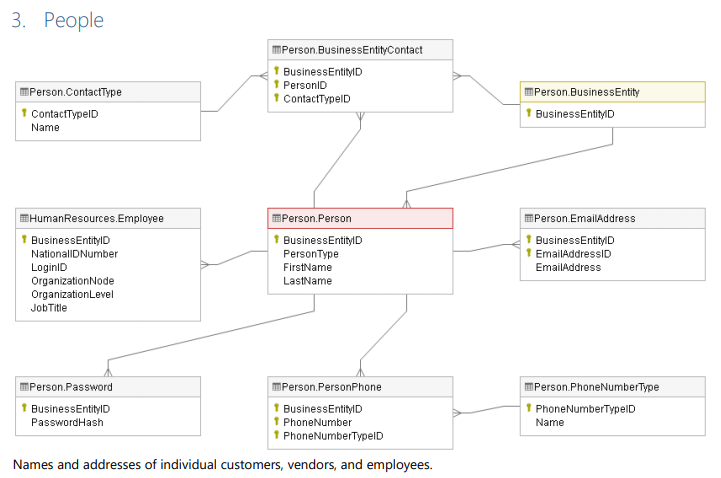 3. People
Person.BusinessEntityContact
BusinessEntityID
PersonID
ContactTypeID
Person.ContactType
ContactTypeID
Name
Person.BusinessEntity
BusinessEntityID
HumanResources.Employee
BusinessEntityID
NationalIDNumber
LoginID
OrganizationNode
OrganizationLevel
JobTitle
Person.Person
BusinessEntityID
PersonType
FirstName
LastName
Person.EmailAddress
BusinessEntityID
EmailAddressID
EmailAddress
Person.Password
BusinessEntityID
PasswordHash
Person.PersonPhone
BusinessEntityID
PhoneNumber
PhoneNumberTypeID
Person.PhoneNumberType
PhoneNumberTypeID
Name
Names and addresses of individual customers, vendors, and employees.